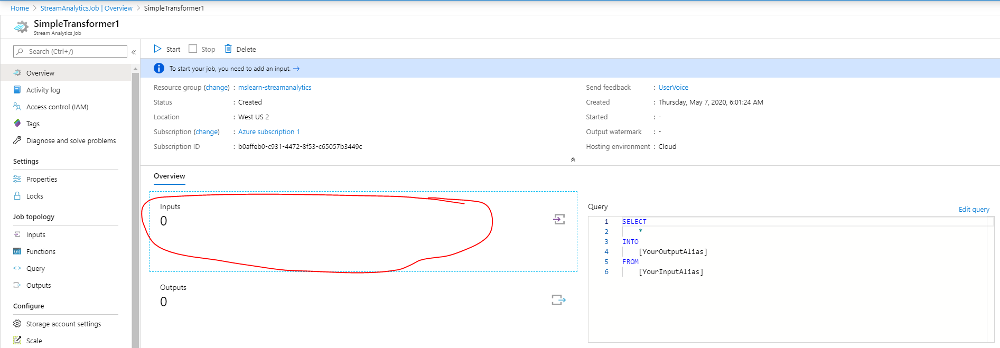 Home > StreamAnalyticsJob | Overview > SimpleTransformer1
SimpleTransformer1
Stream Analytics job
Search (Ctrl+/)
«
Overview
Activity log
Access control (IAM)
Tags
Diagnose and solve problems
Settings
Properties
Locks
Job topology
Inputs
Functions
Query
Outputs
Configure
Storage account settings
Scale
Start Stop Delete
To start your job, you need to add an input. →
Resource group (change) : mslearn-streamanalytics
Status : Created
Location : West US 2
Subscription (change) : Azure subscription 1
Subscription ID : b0affeb0-c931-4472-8f53-c65057b3449c
Send feedback : UserVoice
Created : Thursday, May 7, 2020, 6:01:24 AM
Started : -
Output watermark : -
Hosting environment : Cloud
Overview
Inputs
0
Outputs
0
Query
Edit query
1 SELECT
2 *
3 INTO
4 [YourOutputAlias]
5 FROM
6 [YourInputAlias]